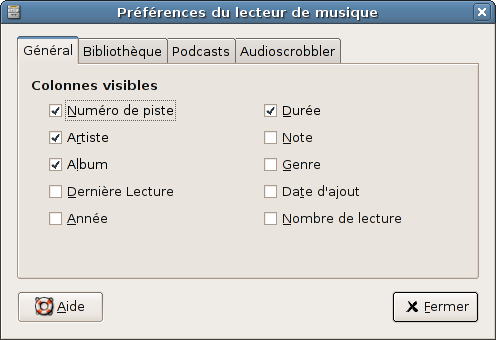 Préférences du lecteur de musique
Général Bibliothèque Podcasts Audioscrobbler
Colonnes visibles
Numéro de piste Durée
Artiste Note
Album Genre
Dernière Lecture Date d'ajout
Année Nombre de lecture
Aide Fermer